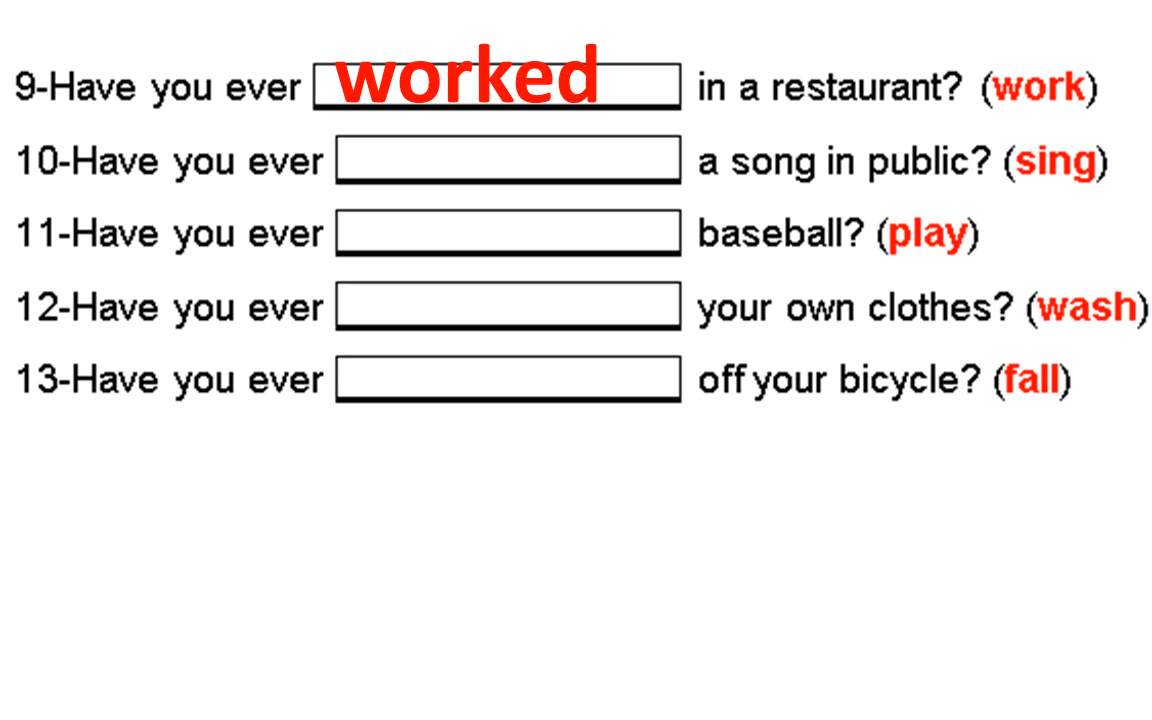 9-Have you ever worked in a restaurant? (work)
10-Have you ever a song in public? (sing)
11-Have you ever baseball? (play)
12-Have you ever your own clothes? (wash)
13-Have you ever off your bicycle? (fall)